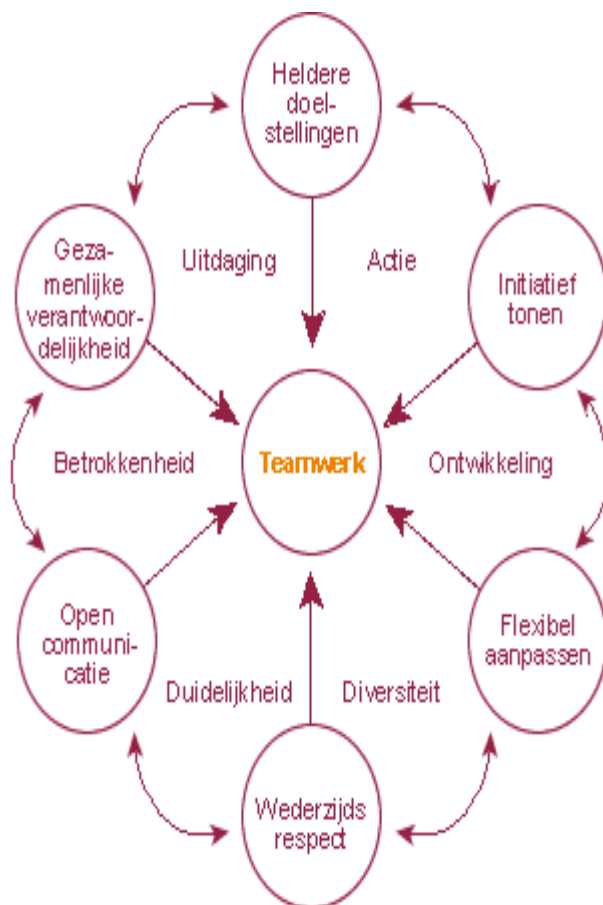 Heldere
doel-
stellingen
Geza-
menlijke
verantwoor-
delijkheid
Uitdaging
Actie
Initiatief
tonen
Betrokkenheid
Teamwerk
Ontwikkeling
Open
communi-
catie
Duidelijkheid
Diversiteit
Flexibel
aanpassen
Wederzijds
respect